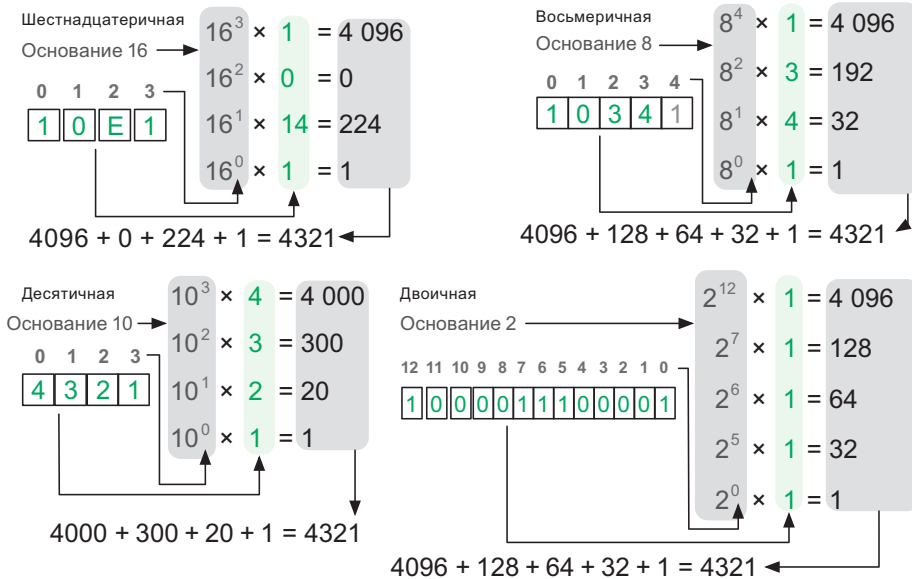 Шестнадцатеричная
Основание 16
0 1 2 3
1 0 E 1
16³ × 1 = 4 096
16² × 0 = 0
16¹ × 14 = 224
16⁰ × 1 = 1
4096 + 0 + 224 + 1 = 4321
Восьмеричная
Основание 8
0 1 2 3 4
1 0 3 4 1
8⁴ × 1 = 4 096
8² × 3 = 192
8¹ × 4 = 32
8⁰ × 1 = 1
4096 + 128 + 64 + 32 + 1 = 4321
Десятичная
Основание 10
0 1 2 3
4 3 2 1
10³ × 4 = 4 000
10² × 3 = 300
10¹ × 2 = 20
10⁰ × 1 = 1
4000 + 300 + 20 + 1 = 4321
Двоичная
Основание 2
12 11 10 9 8 7 6 5 4 3 2 1 0
1 0 0 0 0 1 1 1 0 0 0 0 1
2¹² × 1 = 4 096
2⁷ × 1 = 128
2⁶ × 1 = 64
2⁵ × 1 = 32
2⁰ × 1 = 1
4096 + 128 + 64 + 32 + 1 = 4321